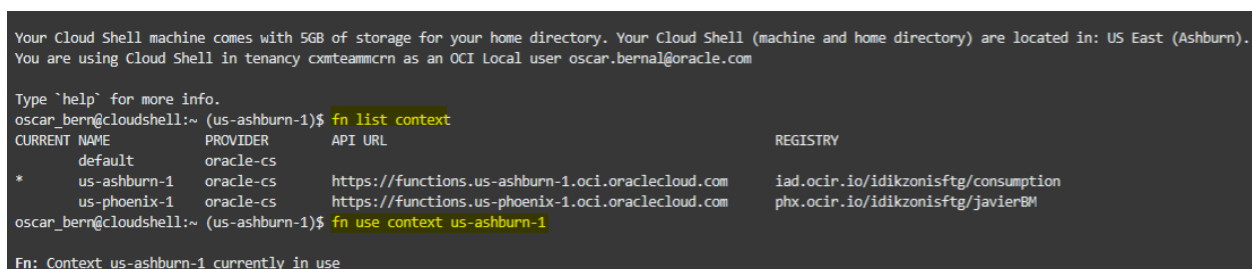 Your Cloud Shell machine comes with 5GB of storage for your home directory. Your Cloud Shell (machine and home directory) are located in: US East (Ashburn).
You are using Cloud Shell in tenancy cxmteammcrn as an OCI Local user oscar.bernal@oracle.com
Type `help` for more info.
oscar_bern@cloudshell:~ (us-ashburn-1)$ fn list context
CURRENT NAME PROVIDER API URL REGISTRY
default oracle-cs
* us-ashburn-1 oracle-cs https://functions.us-ashburn-1.oci.oraclecloud.com iad.ocir.io/idikzonisftg/consumption
us-phoenix-1 oracle-cs https://functions.us-phoenix-1.oci.oraclecloud.com phx.ocir.io/idikzonisftg/javierBM
oscar_bern@cloudshell:~ (us-ashburn-1)$ fn use context us-ashburn-1
Fn: Context us-ashburn-1 currently in use